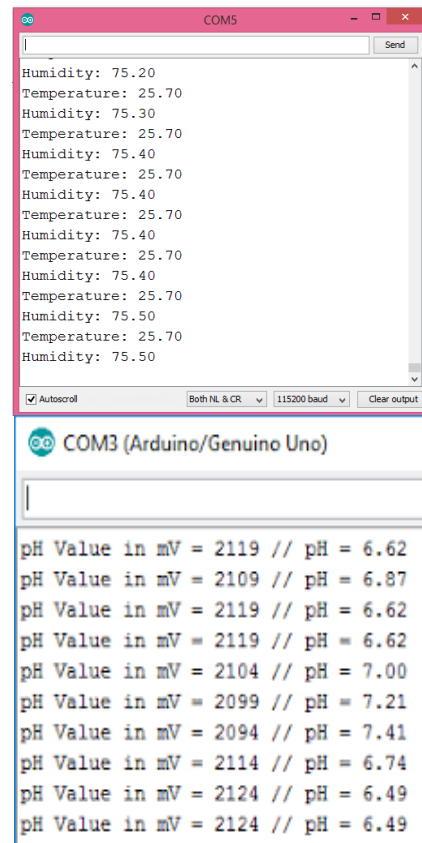 COM5
Send
Humidity: 75.20
Temperature: 25.70
Humidity: 75.30
Temperature: 25.70
Humidity: 75.40
Temperature: 25.70
Humidity: 75.40
Temperature: 25.70
Humidity: 75.40
Temperature: 25.70
Humidity: 75.40
Temperature: 25.70
Humidity: 75.50
Temperature: 25.70
Humidity: 75.50
Autoscroll Both NL & CR 115200 baud Clear output
COM3 (Arduino/Genuino Uno)
pH Value in mV = 2119 // pH = 6.62
pH Value in mV = 2109 // pH = 6.87
pH Value in mV = 2119 // pH = 6.62
pH Value in mV = 2119 // pH = 6.62
pH Value in mV = 2104 // pH = 7.00
pH Value in mV = 2099 // pH = 7.21
pH Value in mV = 2094 // pH = 7.41
pH Value in mV = 2114 // pH = 6.74
pH Value in mV = 2124 // pH = 6.49
pH Value in mV = 2124 // pH = 6.49